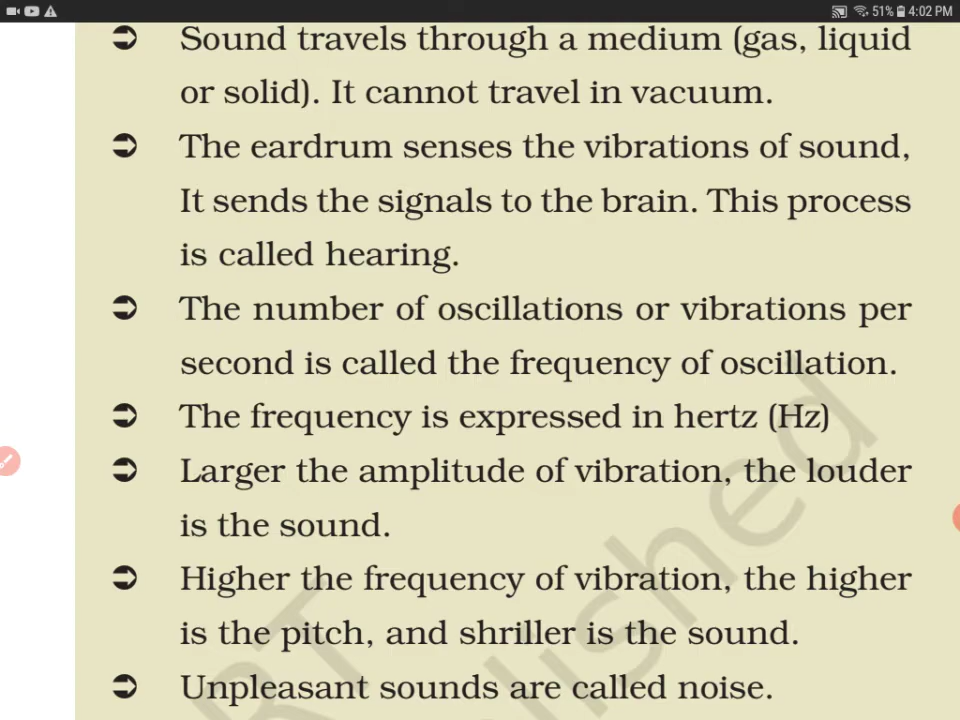 51% 4:02 PM
➲ Sound travels through a medium (gas, liquid
or solid). It cannot travel in vacuum.
➲ The eardrum senses the vibrations of sound,
It sends the signals to the brain. This process
is called hearing.
➲ The number of oscillations or vibrations per
second is called the frequency of oscillation.
➲ The frequency is expressed in hertz (Hz)
➲ Larger the amplitude of vibration, the louder
is the sound.
➲ Higher the frequency of vibration, the higher
is the pitch, and shriller is the sound.
➲ Unpleasant sounds are called noise.